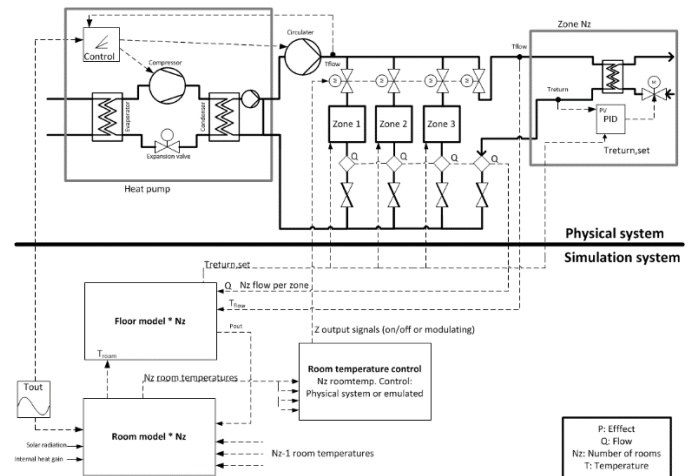 Zone Nz
Circulater
Control
Compressor
Tflow
Tflow
Evaporator
Condenser
Expansion valve
Heat pump
Zone 1
Zone 2
Zone 3
Q
Q
Q
Q
Treturn
PV
PID
M
Treturn,set
Physical system
Simulation system
Treturn,set
Q Nz flow per zone
Tflow
Floor model * Nz
Pout
Z output signals (on/off or modulating)
Troom
Nz room temperatures
Room temperature control
Nz roomtemp. Control:
Physical system or emulated
Tout
Room model * Nz
Solar radiation
Internal heat gain
Nz-1 room temperatures
P: Efffect
Q: Flow
Nz: Number of rooms
T: Temperature